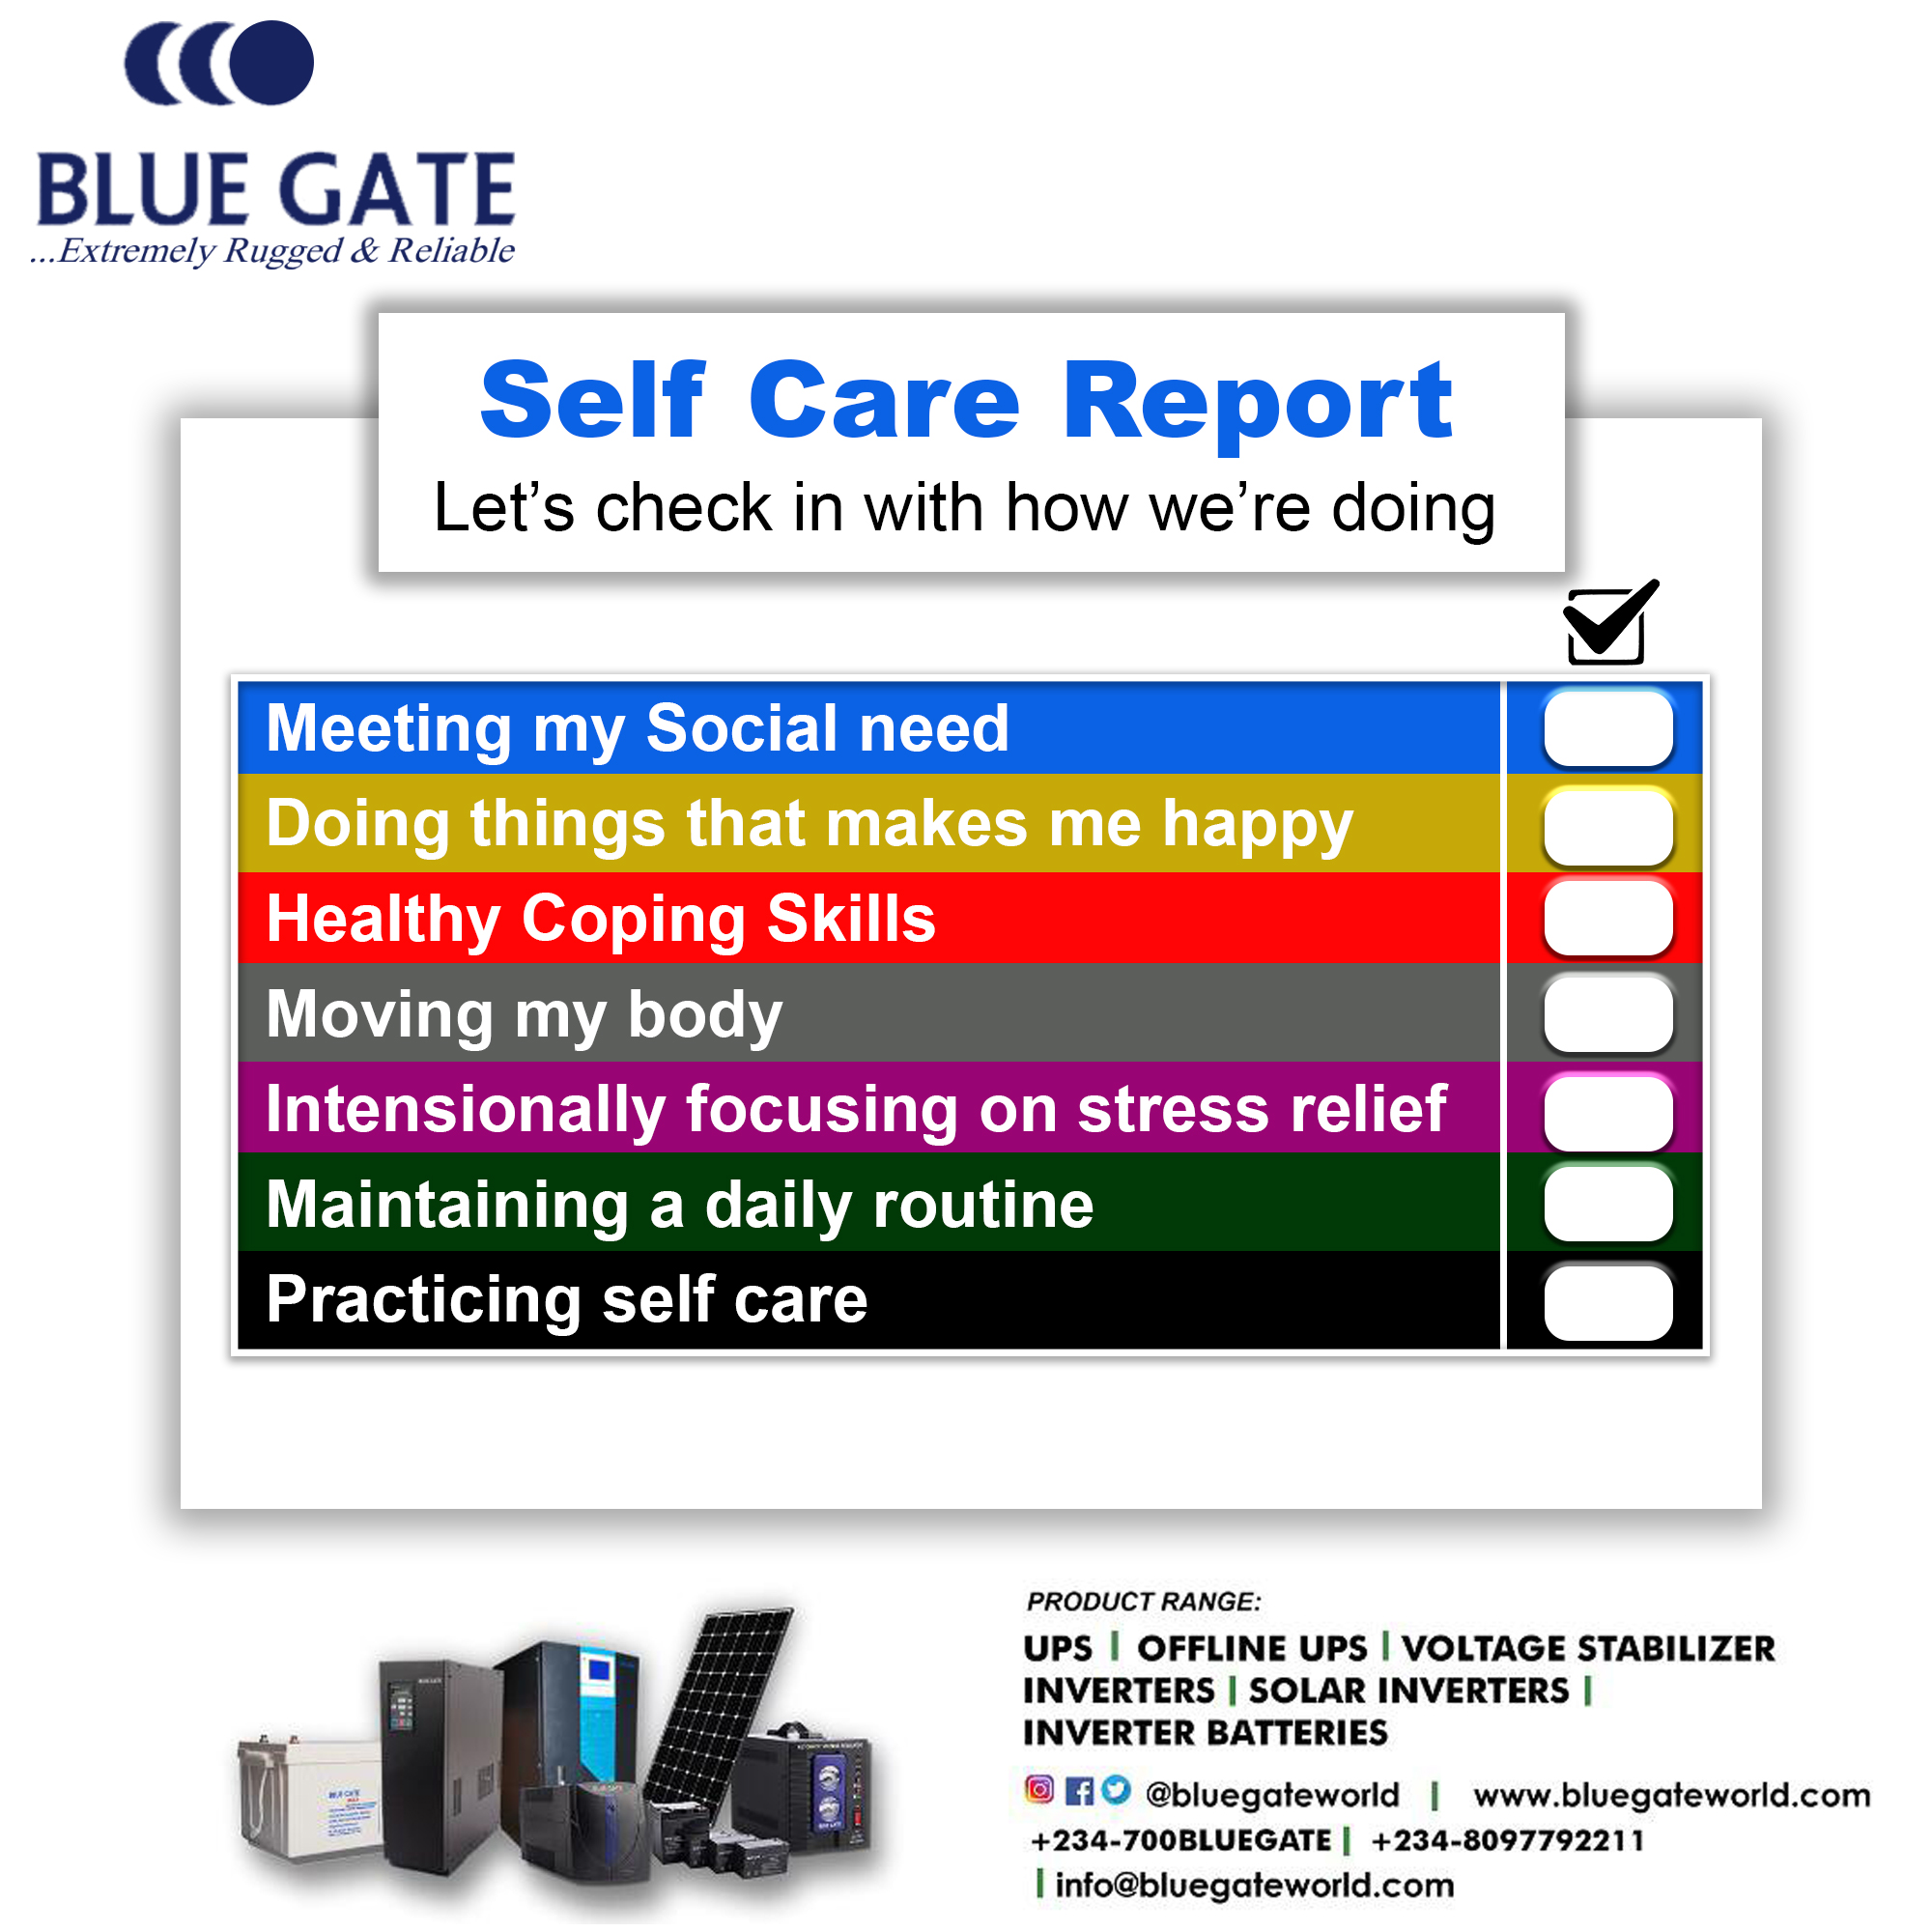 BLUE GATE
...Extremely Rugged & Reliable
Self Care Report
Let’s check in with how we’re doing
Meeting my Social need
Doing things that makes me happy
Healthy Coping Skills
Moving my body
Intensionally focusing on stress relief
Maintaining a daily routine
Practicing self care
PRODUCT RANGE:
UPS | OFFLINE UPS | VOLTAGE STABILIZER
INVERTERS | SOLAR INVERTERS |
INVERTER BATTERIES
@bluegateworld | www.bluegateworld.com
+234-700BLUEGATE | +234-8097792211
| info@bluegateworld.com
BLUE GATE